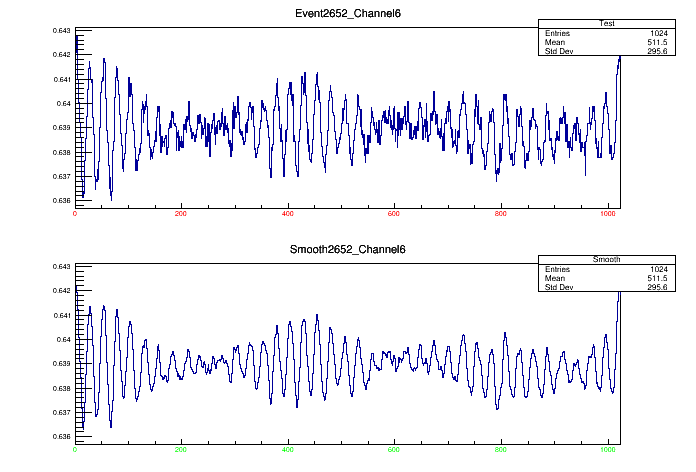 Event2652_Channel6
Test
Entries 1024
Mean 511.5
Std Dev 295.6
0.643
0.642
0.641
0.64
0.639
0.638
0.637
0.636
0 200 400 600 800 1000
Smooth2652_Channel6
Smooth
Entries 1024
Mean 511.5
Std Dev 295.6
0.643
0.642
0.641
0.64
0.639
0.638
0.637
0.636
0 200 400 600 800 1000